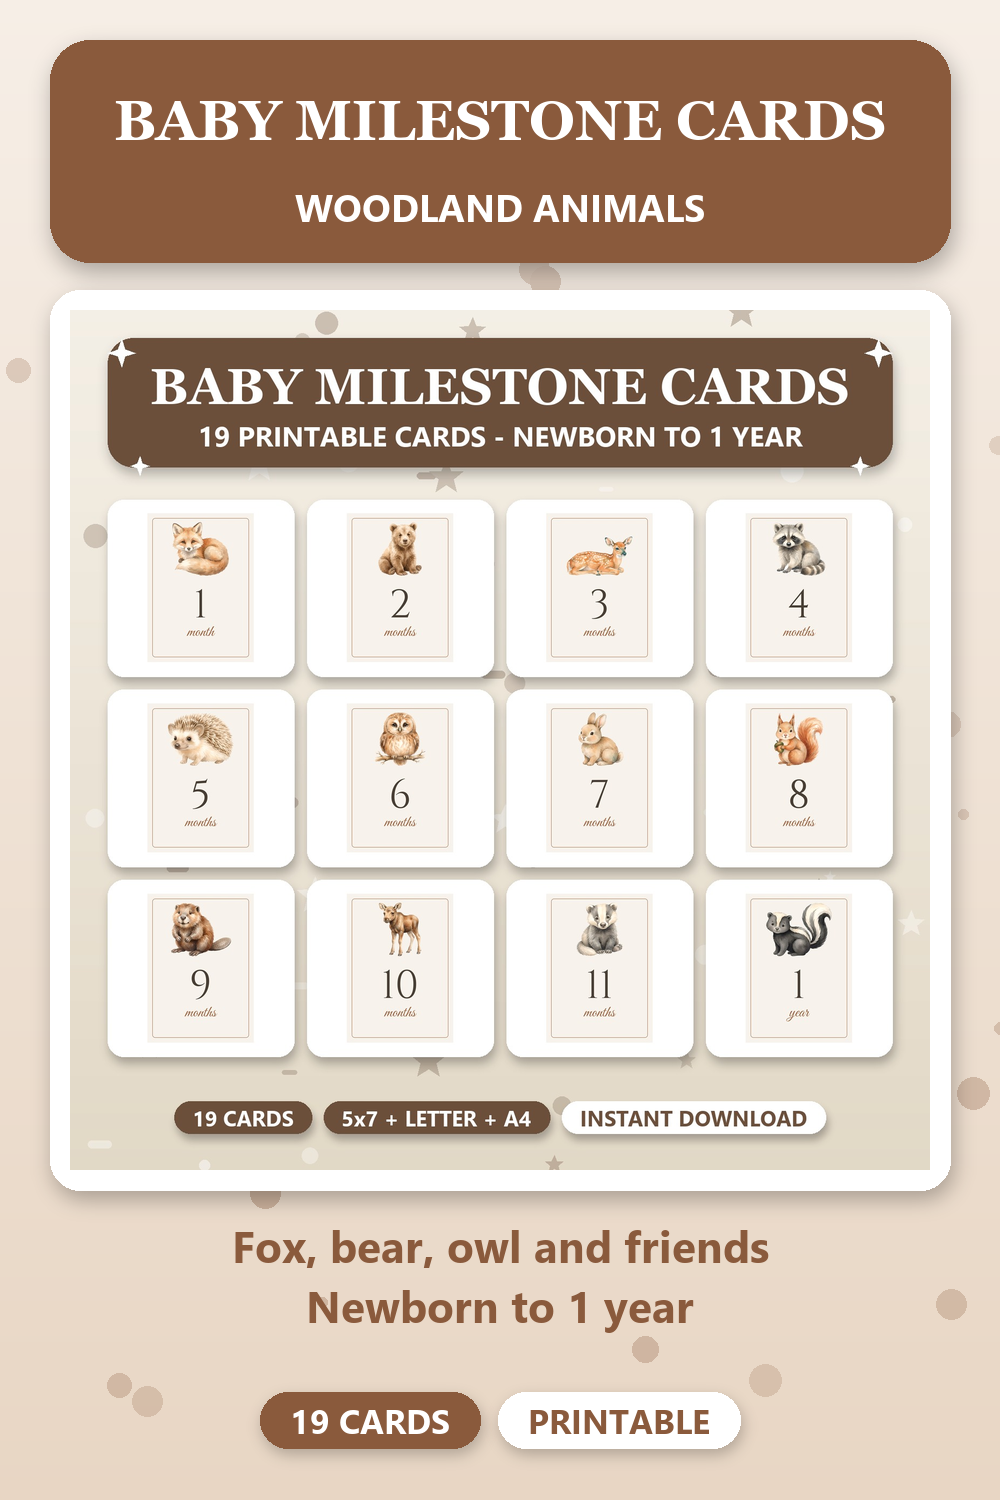 BABY MILESTONE CARDS
WOODLAND ANIMALS
BABY MILESTONE CARDS
19 PRINTABLE CARDS - NEWBORN TO 1 YEAR
1
month
2
months
3
months
4
months
5
months
6
months
7
months
8
months
9
months
10
months
11
months
1
year
19 CARDS
5x7 + LETTER + A4
INSTANT DOWNLOAD
Fox, bear, owl and friends
Newborn to 1 year
19 CARDS
PRINTABLE